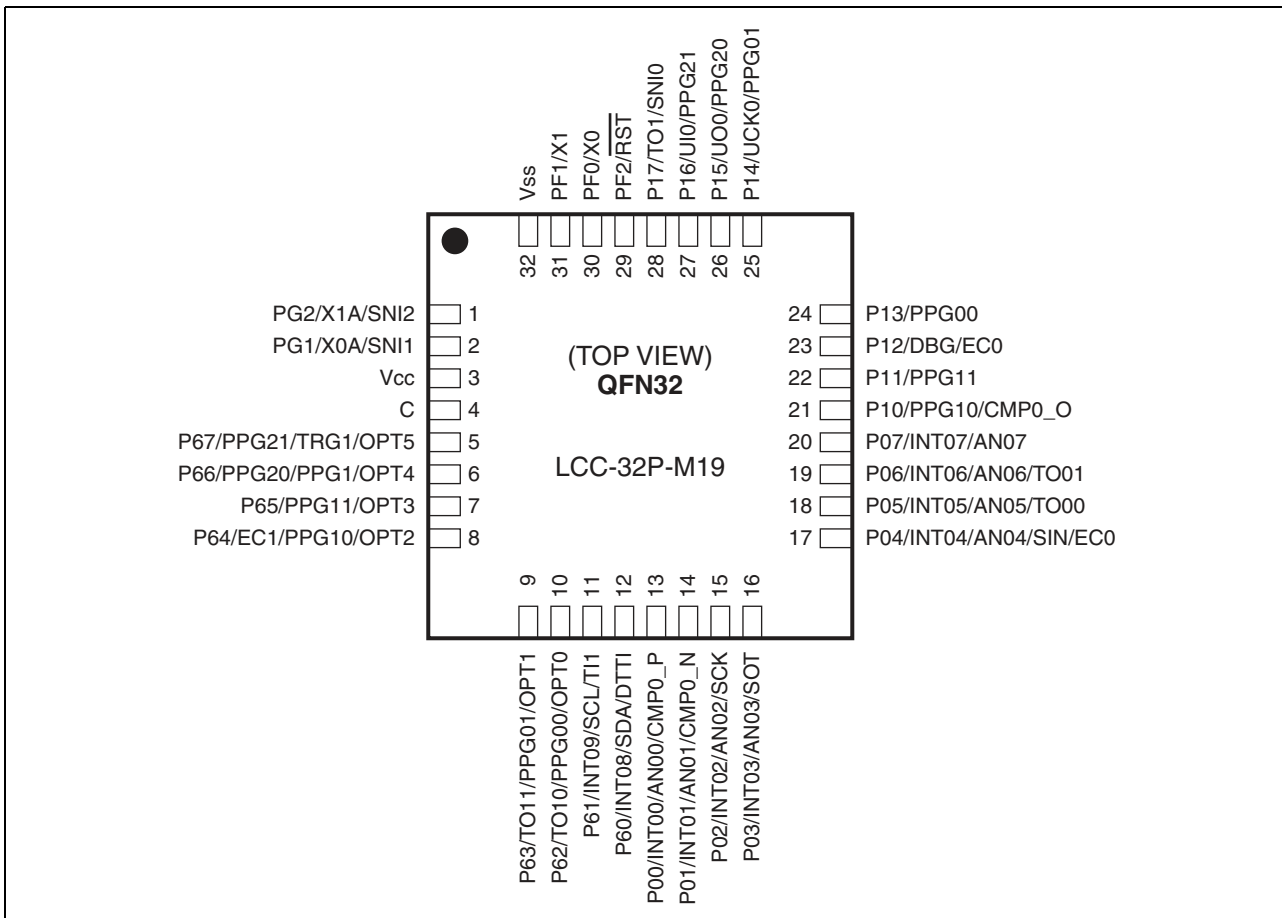 Vss
PF1/X1
PF0/X0
PF2/RST
P17/TO1/SNI0
P16/UI0/PPG21
P15/UO0/PPG20
P14/UCK0/PPG01
32
31
30
29
28
27
26
25
PG2/X1A/SNI2 1
PG1/X0A/SNI1 2
Vcc 3
C 4
P67/PPG21/TRG1/OPT5 5
P66/PPG20/PPG1/OPT4 6
P65/PPG11/OPT3 7
P64/EC1/PPG10/OPT2 8
(TOP VIEW)
QFN32
LCC-32P-M19
24 P13/PPG00
23 P12/DBG/EC0
22 P11/PPG11
21 P10/PPG10/CMP0_O
20 P07/INT07/AN07
19 P06/INT06/AN06/TO01
18 P05/INT05/AN05/TO00
17 P04/INT04/AN04/SIN/EC0
9
10
11
12
13
14
15
16
P63/TO11/PPG01/OPT1
P62/TO10/PPG00/OPT0
P61/INT09/SCL/TI1
P60/INT08/SDA/DTTI
P00/INT00/AN00/CMP0_P
P01/INT01/AN01/CMP0_N
P02/INT02/AN02/SCK
P03/INT03/AN03/SOT